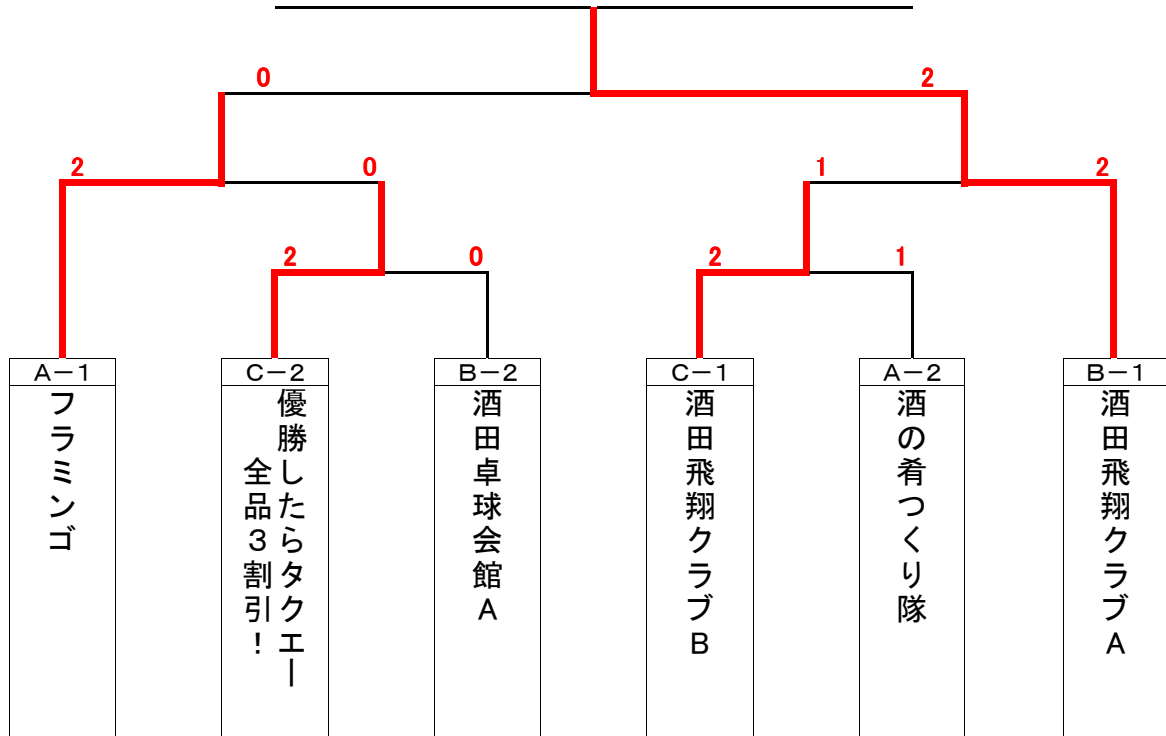 0
2
2
0
1
2
2
0
2
1
A－1
C－2
B－2
C－1
A－2
B－1
フラミンゴ
優勝したらタクエー
全品３割引！
酒田卓球会館Ａ
酒田飛翔クラブＢ
酒の肴つくり隊
酒田飛翔クラブＡ